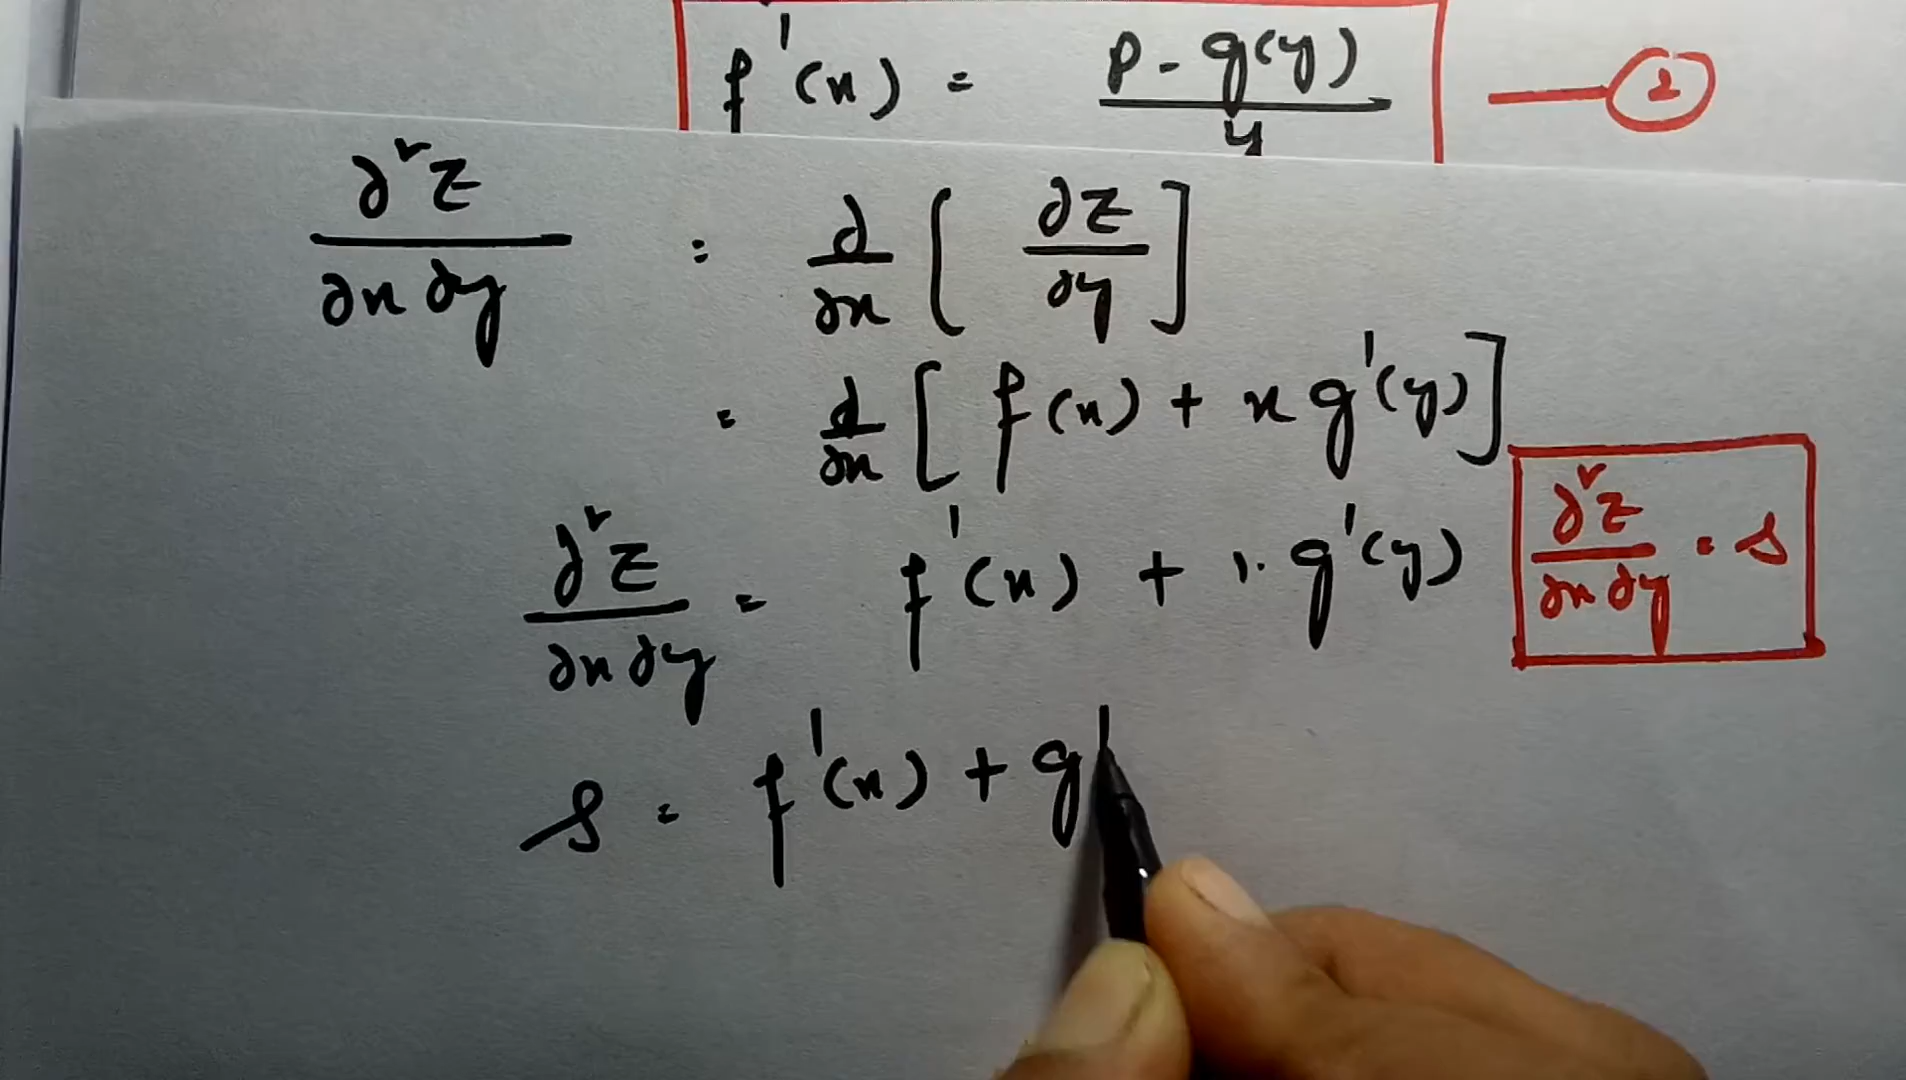 f'(x) = (p - g(y))/y — ②
∂²z/∂x∂y = ∂/∂x [ ∂z/∂y ]
= ∂/∂x [ f(x) + x g'(y) ]
∂²z/∂x∂y = f'(x) + 1. g'(y)
∂²z/∂x∂y = s
s = f'(x) + g'